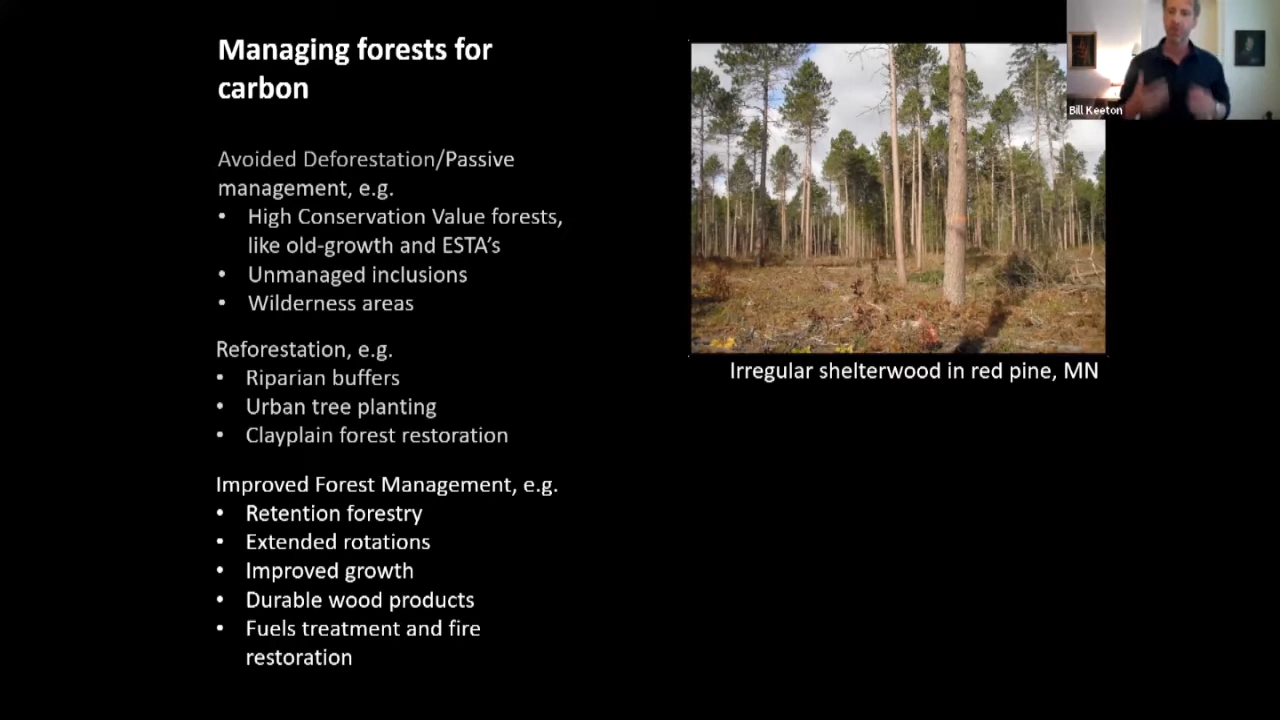 Managing forests for
carbon
Avoided Deforestation/Passive
management, e.g.
• High Conservation Value forests,
like old-growth and ESTA's
• Unmanaged inclusions
• Wilderness areas
Reforestation, e.g.
• Riparian buffers
• Urban tree planting
• Clayplain forest restoration
Improved Forest Management, e.g.
• Retention forestry
• Extended rotations
• Improved growth
• Durable wood products
• Fuels treatment and fire
restoration
Irregular shelterwood in red pine, MN
Bill Keeton